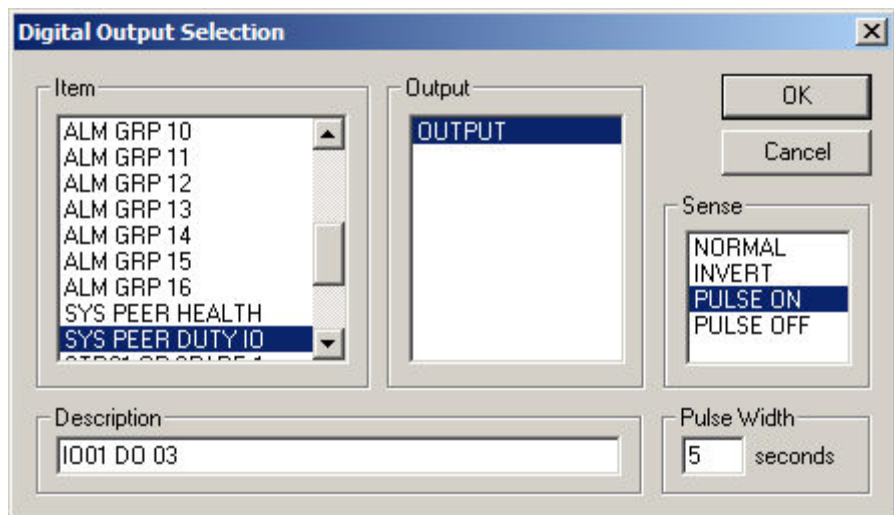 Digital Output Selection
Item
ALM GRP 10
ALM GRP 11
ALM GRP 12
ALM GRP 13
ALM GRP 14
ALM GRP 15
ALM GRP 16
SYS PEER HEALTH
SYS PEER DUTY IO
Output
OUTPUT
OK
Cancel
Sense
NORMAL
INVERT
PULSE ON
PULSE OFF
Description
IO01 DO 03
Pulse Width
5 seconds